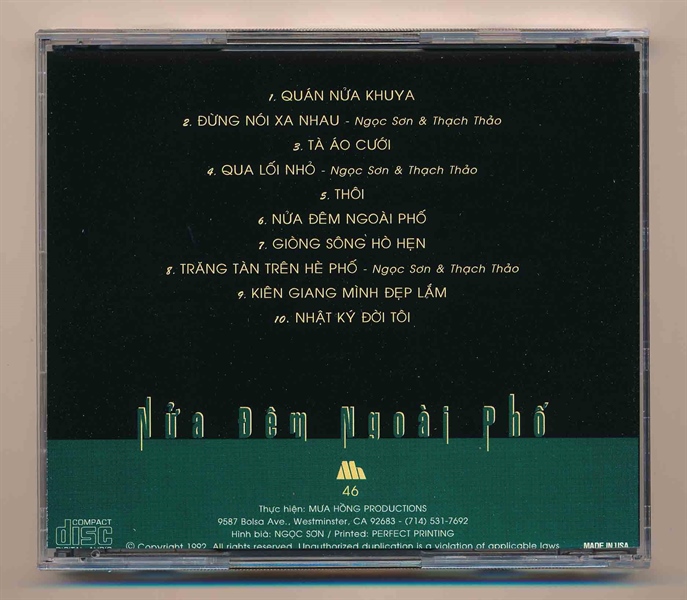 1. QUÁN NỬA KHUYA
2. ĐỪNG NÓI XA NHAU - Ngọc Sơn & Thạch Thảo
3. TÀ ÁO CƯỚI
4. QUA LỐI NHỎ - Ngọc Sơn & Thạch Thảo
5. THÔI
6. NỬA ĐÊM NGOÀI PHỐ
7. GIÒNG SÔNG HÒ HẸN
8. TRĂNG TÀN TRÊN HÈ PHỐ - Ngọc Sơn & Thạch Thảo
9. KIÊN GIANG MÌNH ĐẸP LẮM
10. NHẬT KÝ ĐỜI TÔI
Nửa Đêm Ngoài Phố
46
Thực hiện: MƯA HỒNG PRODUCTIONS
9587 Bolsa Ave., Westminster, CA 92683 - (714) 531-7692
Hình bìa: NGỌC SƠN / Printed: PERFECT PRINTING
© Copyright 1992. All rights reserved. Unauthorized duplication is a violation of applicable laws
COMPACT
disc
DIGITAL AUDIO
MADE IN USA